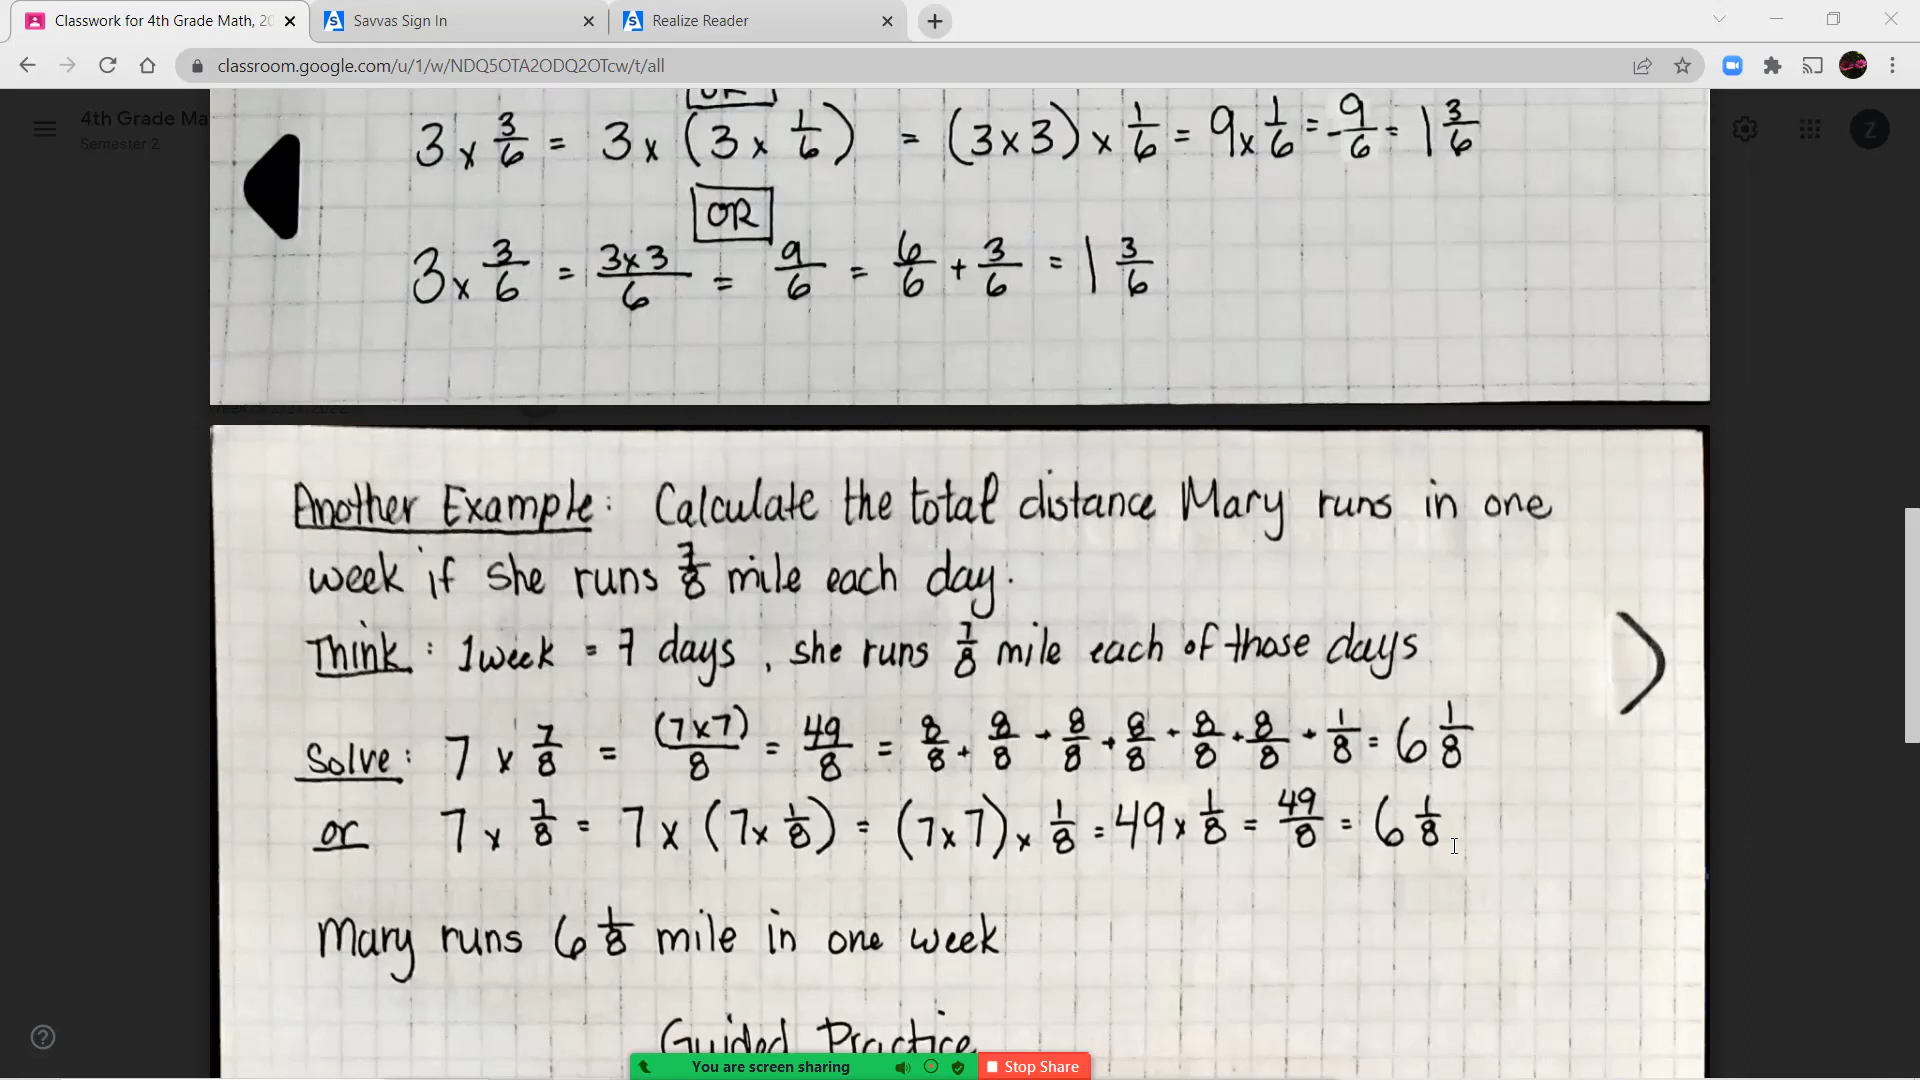 Classwork for 4th Grade Math, 20
Savvas Sign In
Realize Reader
classroom.google.com/u/1/w/NDQ5OTA2ODQ2OTcw/t/all
4th Grade Ma
Semester 2
Z
OR
3 x 3/6 = 3 x (3 x 1/6) = (3 x 3) x 1/6 = 9 x 1/6 = 9/6 = 1 3/6
OR
3 x 3/6 = 3x3/6 = 9/6 = 6/6 + 3/6 = 1 3/6
Another Example: Calculate the total distance Mary runs in one
week if she runs 7/8 mile each day.
Think: 1 week = 7 days, she runs 7/8 mile each of those days
Solve: 7 x 7/8 = (7x7)/8 = 49/8 = 8/8 + 8/8 + 8/8 + 8/8 + 8/8 + 8/8 + 1/8 = 6 1/8
or 7 x 7/8 = 7 x (7 x 1/8) = (7 x 7) x 1/8 = 49 x 1/8 = 49/8 = 6 1/8
Mary runs 6 1/8 mile in one week
Guided Practice
You are screen sharing
Stop Share